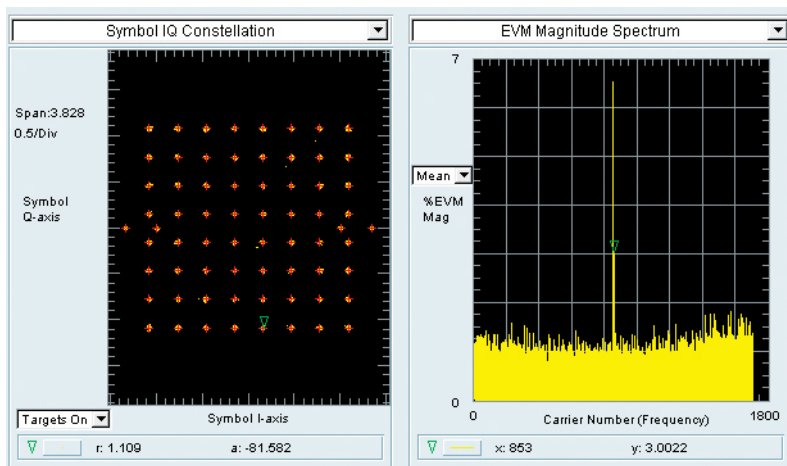 Symbol IQ Constellation
Span:3.828
0.5/Div
Symbol
Q-axis
Targets On
Symbol I-axis
r: 1.109 a: -81.582
EVM Magnitude Spectrum
7
Mean
%EVM
Mag
0
0 Carrier Number (Frequency) 1800
x: 853 y: 3.0022